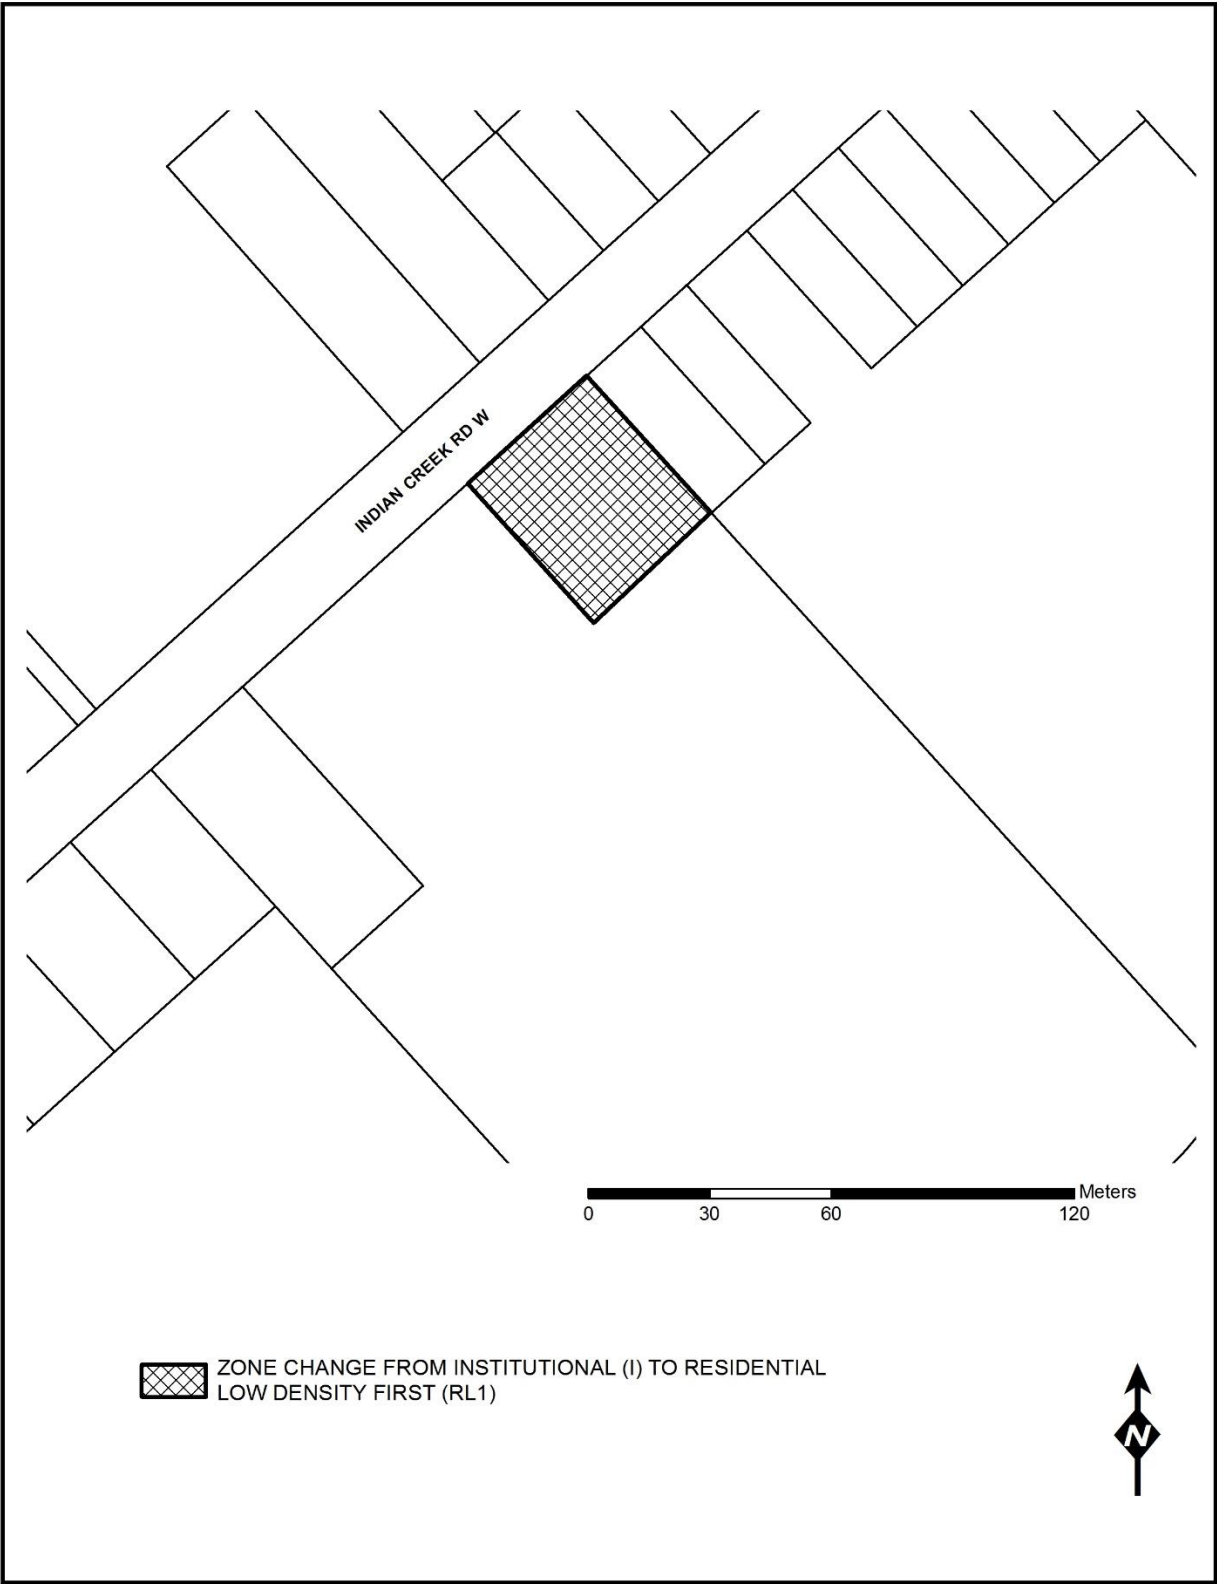 INDIAN CREEK RD W
Meters
0 30 60 120
ZONE CHANGE FROM INSTITUTIONAL (I) TO RESIDENTIAL
LOW DENSITY FIRST (RL1)
N